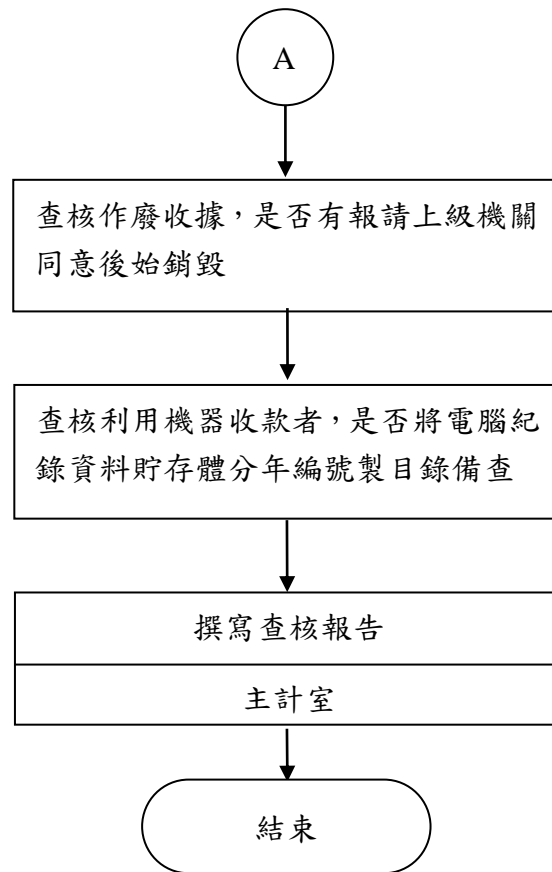 A
查核作廢收據，是否有報請上級機關
同意後始銷毀
查核利用機器收款者，是否將電腦紀
錄資料貯存體分年編號製目錄備查
撰寫查核報告
主計室
結束